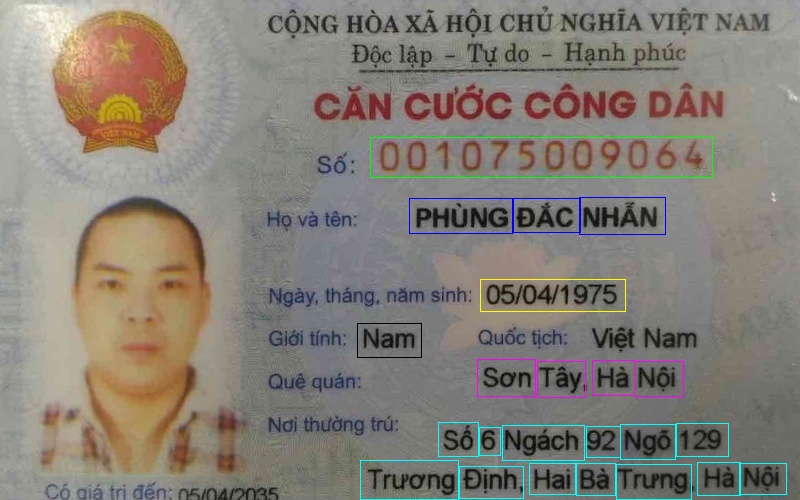 CỘNG HÒA XÃ HỘI CHỦ NGHĨA VIỆT NAM
Độc lập - Tự do - Hạnh phúc
CĂN CƯỚC CÔNG DÂN
VIỆT NAM
Số: 001075009064
Họ và tên: PHÙNG ĐẮC NHẪN
Ngày, tháng, năm sinh: 05/04/1975
Giới tính: Nam Quốc tịch: Việt Nam
Quê quán: Sơn Tây, Hà Nội
Nơi thường trú: Số 6 Ngách 92 Ngõ 129
Trương Định, Hai Bà Trưng, Hà Nội
Có giá trị đến: 05/04/2035